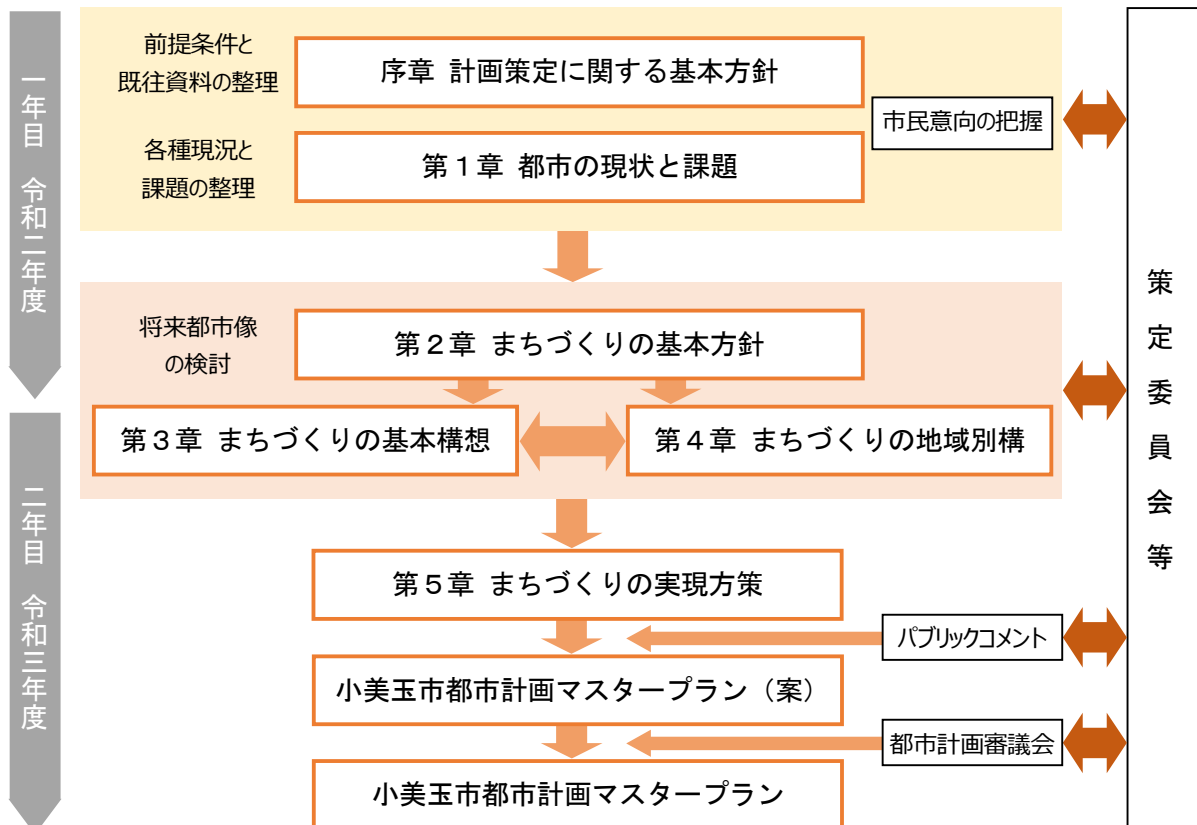 一年目 令和二年度
前提条件と
既往資料の整理
序章 計画策定に関する基本方針
市民意向の把握
各種現況と
課題の整理
第1章 都市の現状と課題
将来都市像
の検討
第2章 まちづくりの基本方針
第3章 まちづくりの基本構想
第4章 まちづくりの地域別構
策定委員会等
二年目 令和三年度
第5章 まちづくりの実現方策
パブリックコメント
小美玉市都市計画マスタープラン（案）
都市計画審議会
小美玉市都市計画マスタープラン